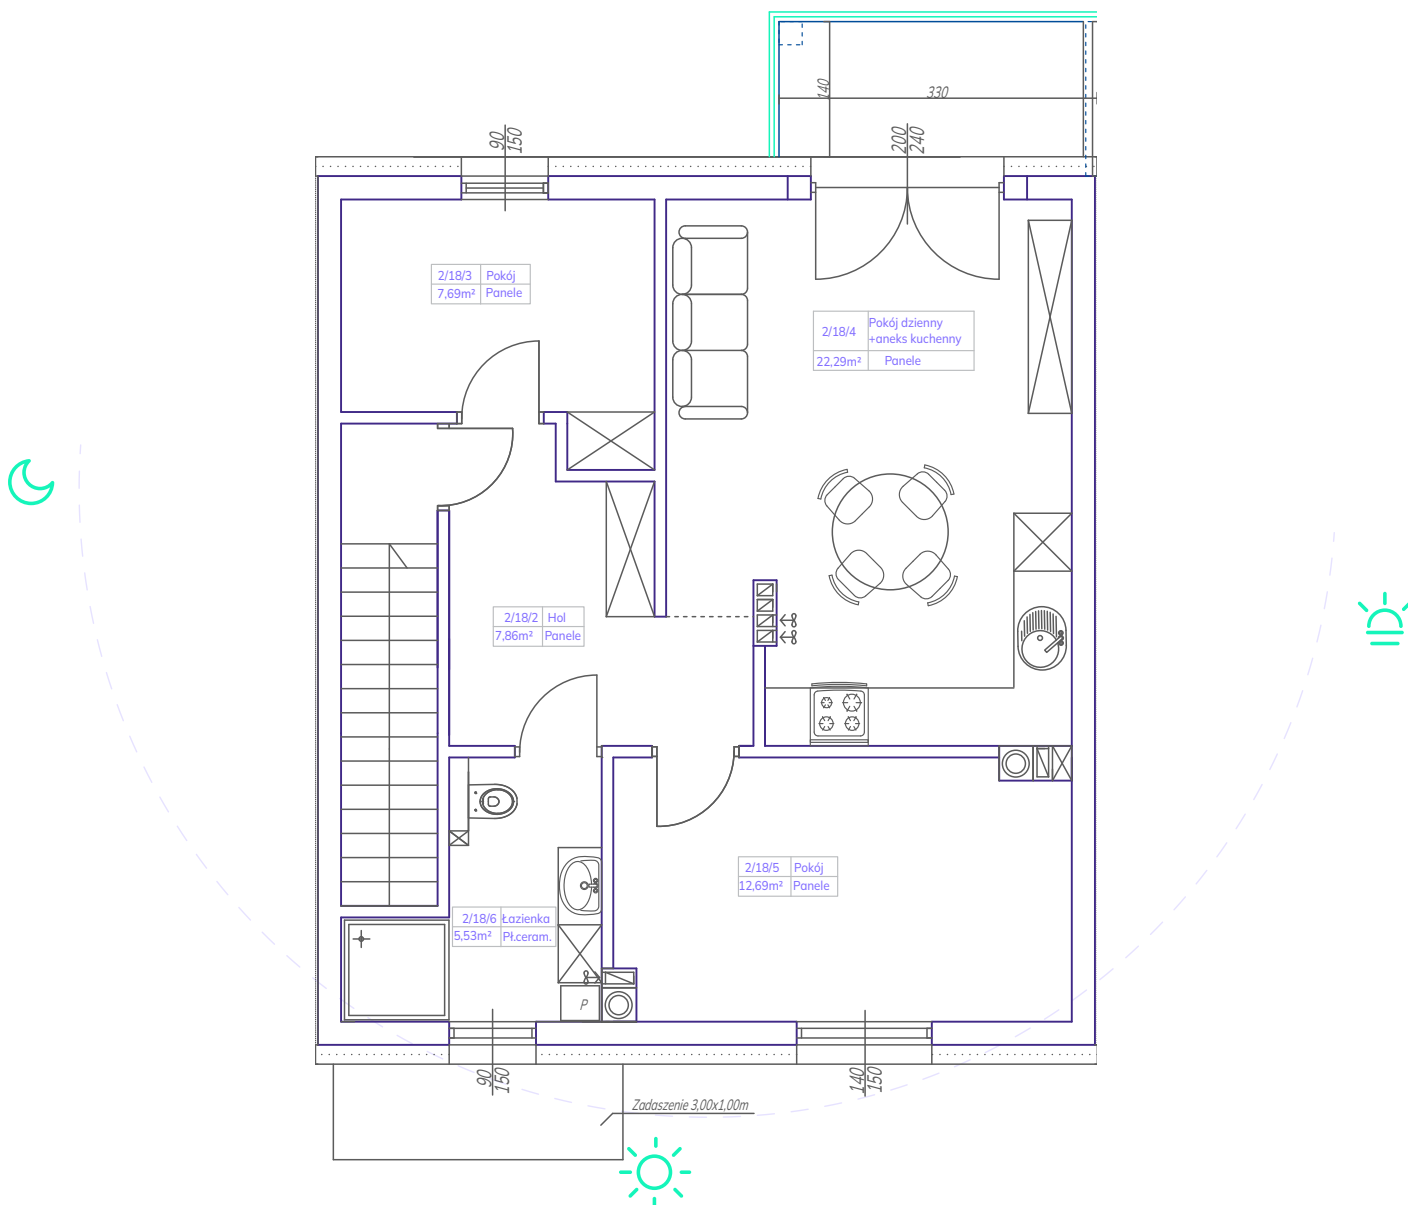 140
330
90
150
200
240
2/18/3 Pokój
7,69m² Panele
2/18/4 Pokój dzienny
+aneks kuchenny
22,29m² Panele
2/18/2 Hol
7,86m² Panele
2/18/5 Pokój
12,69m² Panele
2/18/6 Łazienka
5,53m² Pł.ceram.
P
90
150
140
150
Zadaszenie 3,00x1,00m